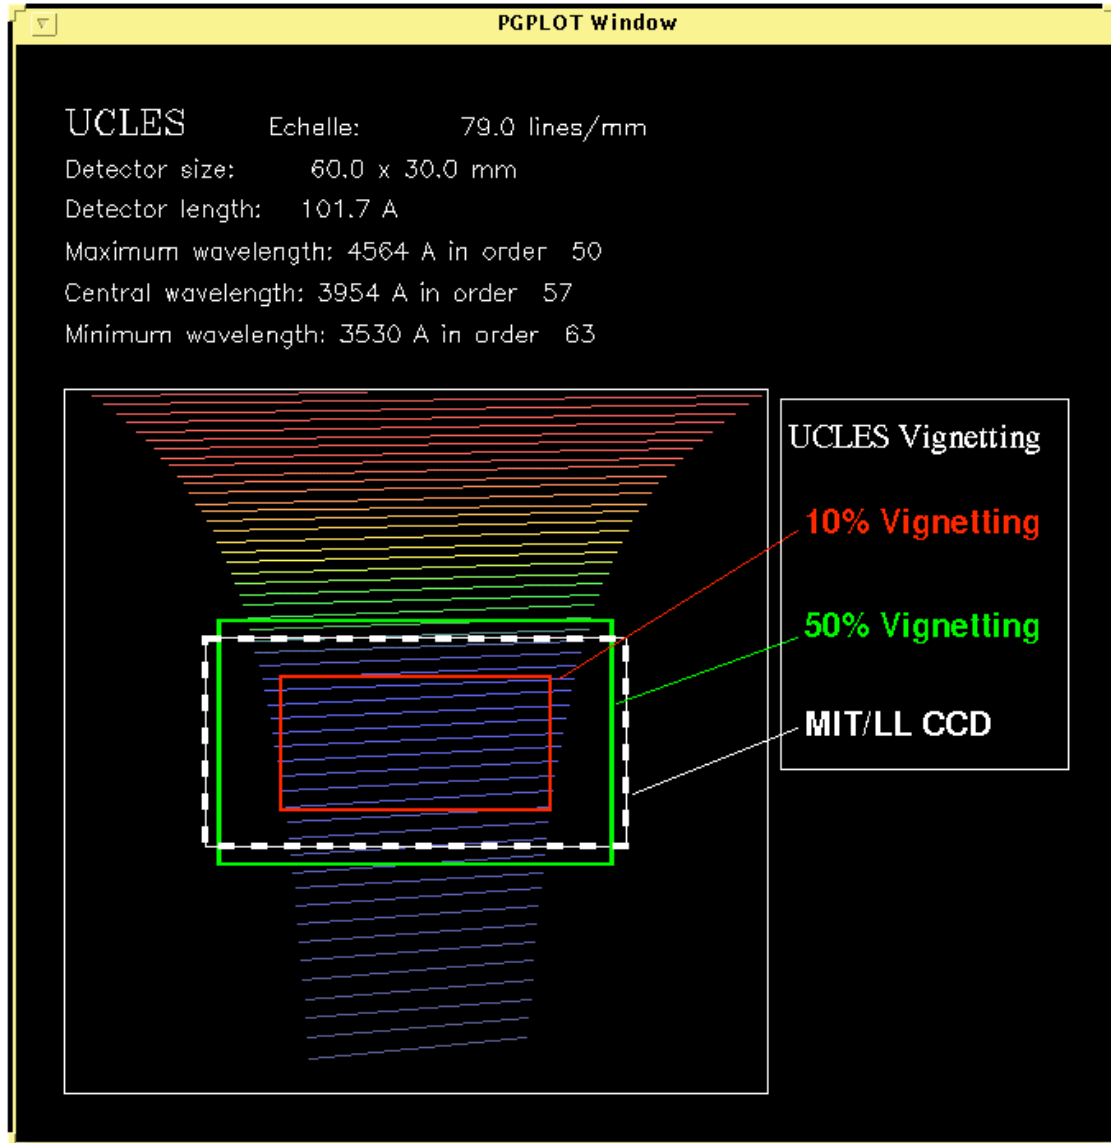 PGPLOT Window
UCLES Echelle: 79.0 lines/mm
Detector size: 60.0 x 30.0 mm
Detector length: 101.7 A
Maximum wavelength: 4564 A in order 50
Central wavelength: 3954 A in order 57
Minimum wavelength: 3530 A in order 63
UCLES Vignetting
10% Vignetting
50% Vignetting
MIT/LL CCD